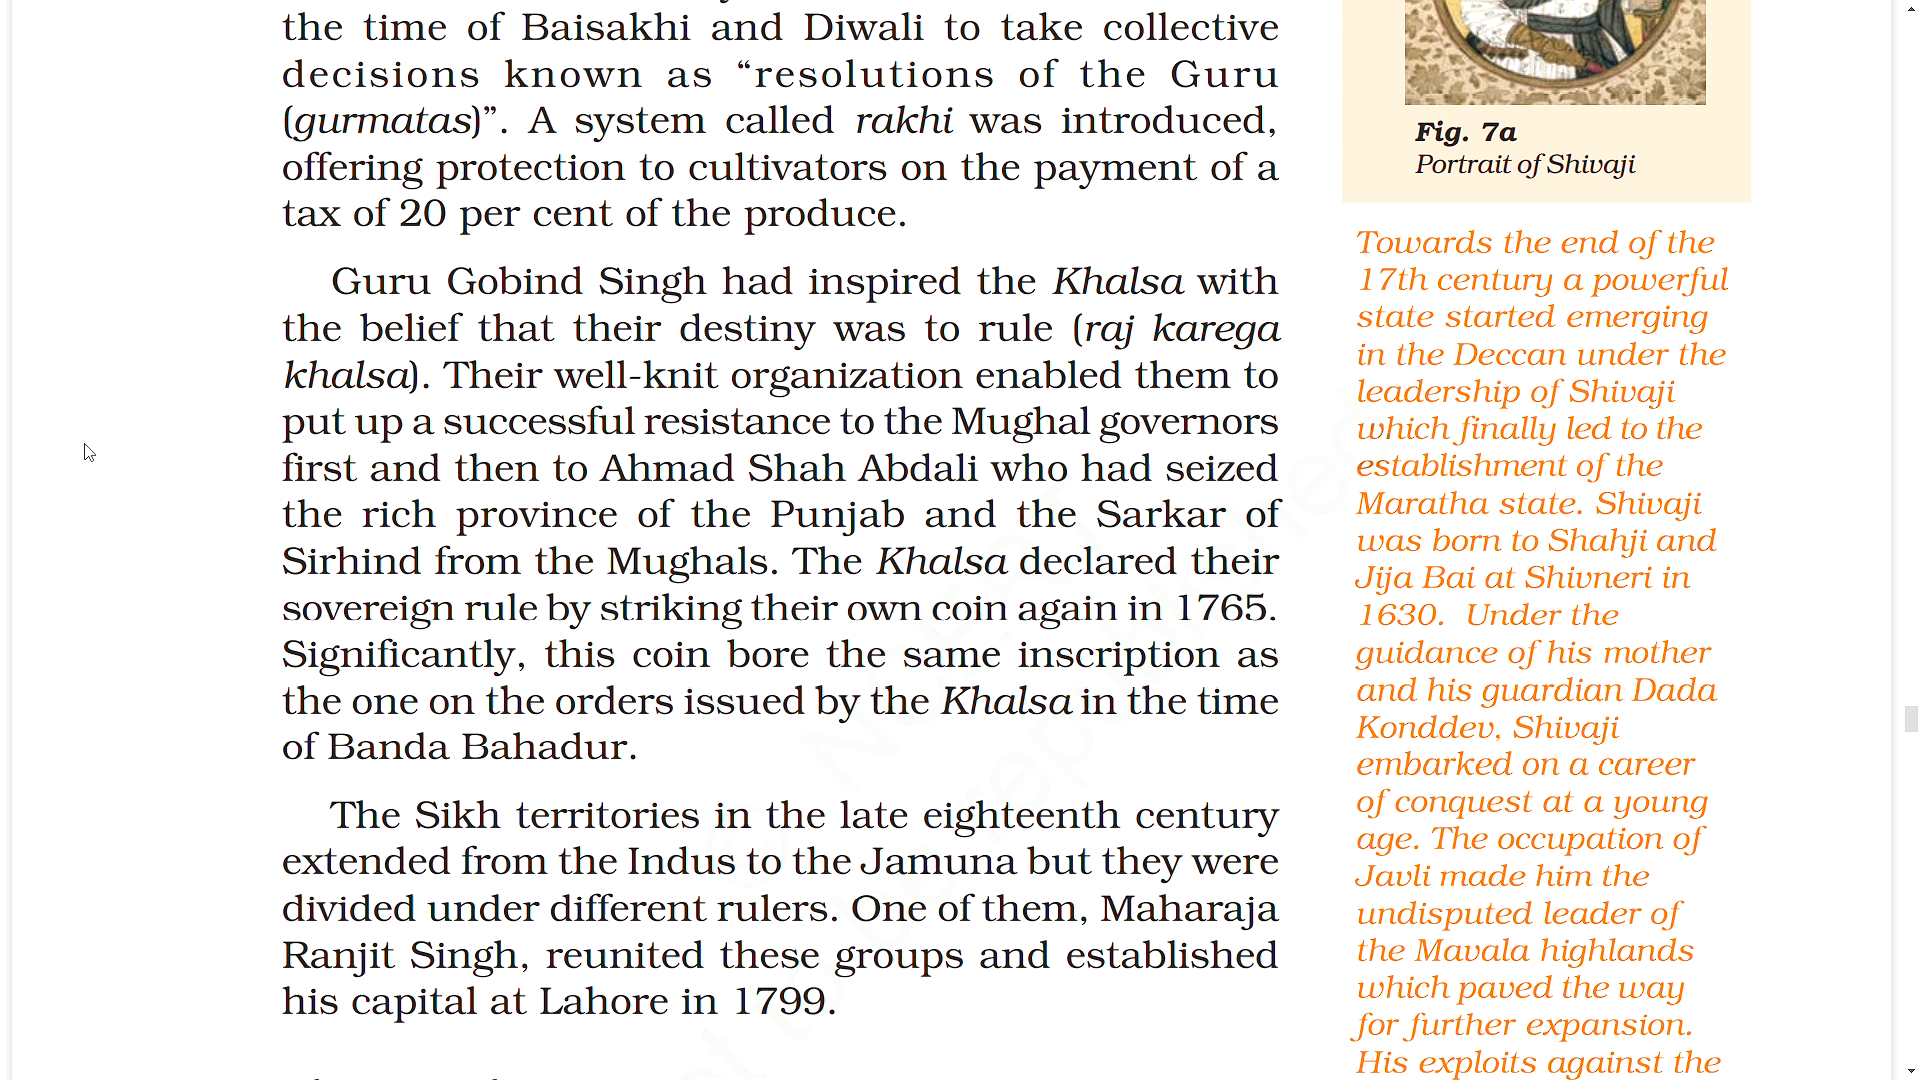 the time of Baisakhi and Diwali to take collective
decisions known as “resolutions of the Guru
(gurmatas)”. A system called rakhi was introduced,
offering protection to cultivators on the payment of a
tax of 20 per cent of the produce.
Guru Gobind Singh had inspired the Khalsa with
the belief that their destiny was to rule (raj karega
khalsa). Their well-knit organization enabled them to
put up a successful resistance to the Mughal governors
first and then to Ahmad Shah Abdali who had seized
the rich province of the Punjab and the Sarkar of
Sirhind from the Mughals. The Khalsa declared their
sovereign rule by striking their own coin again in 1765.
Significantly, this coin bore the same inscription as
the one on the orders issued by the Khalsa in the time
of Banda Bahadur.
The Sikh territories in the late eighteenth century
extended from the Indus to the Jamuna but they were
divided under different rulers. One of them, Maharaja
Ranjit Singh, reunited these groups and established
his capital at Lahore in 1799.
Fig. 7a
Portrait of Shivaji
Towards the end of the
17th century a powerful
state started emerging
in the Deccan under the
leadership of Shivaji
which finally led to the
establishment of the
Maratha state. Shivaji
was born to Shahji and
Jija Bai at Shivneri in
1630. Under the
guidance of his mother
and his guardian Dada
Konddev, Shivaji
embarked on a career
of conquest at a young
age. The occupation of
Javli made him the
undisputed leader of
the Mavala highlands
which paved the way
for further expansion.
His exploits against the